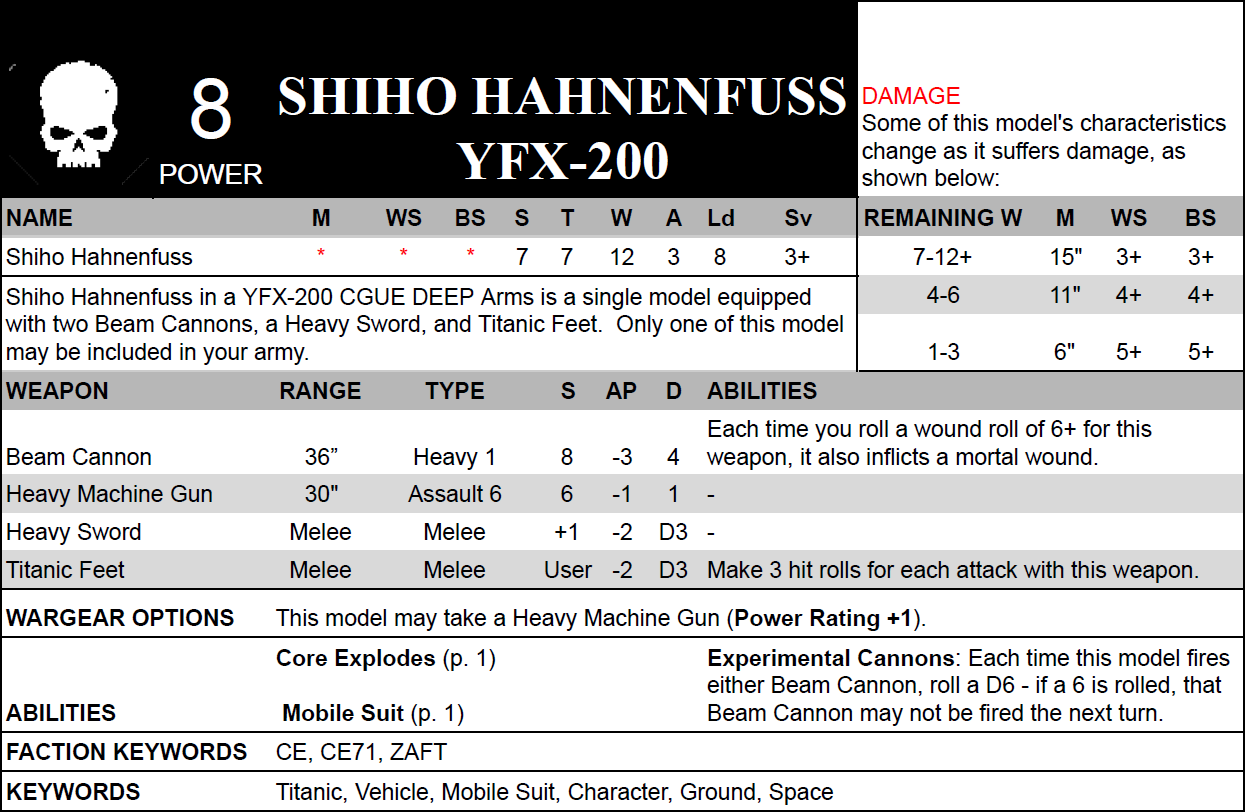 8
POWER
SHIHO HAHNENFUSS
YFX-200
DAMAGE
Some of this model's characteristics
change as it suffers damage, as
shown below:
NAME M WS BS S T W A Ld Sv
Shiho Hahnenfuss * * * 7 7 12 3 8 3+
Shiho Hahnenfuss in a YFX-200 CGUE DEEP Arms is a single model equipped
with two Beam Cannons, a Heavy Sword, and Titanic Feet.  Only one of this model
may be included in your army.
REMAINING W M WS BS
7-12+ 15" 3+ 3+
4-6 11" 4+ 4+
1-3 6" 5+ 5+
WEAPON RANGE TYPE S AP D ABILITIES
Each time you roll a wound roll of 6+ for this
Beam Cannon 36” Heavy 1 8 -3 4 weapon, it also inflicts a mortal wound.
Heavy Machine Gun 30" Assault 6 6 -1 1 -
Heavy Sword Melee Melee +1 -2 D3 -
Titanic Feet Melee Melee User -2 D3 Make 3 hit rolls for each attack with this weapon.
WARGEAR OPTIONS This model may take a Heavy Machine Gun (Power Rating +1).
ABILITIES
Core Explodes (p. 1)
Mobile Suit (p. 1)
Experimental Cannons: Each time this model fires
either Beam Cannon, roll a D6 - if a 6 is rolled, that
Beam Cannon may not be fired the next turn.
FACTION KEYWORDS CE, CE71, ZAFT
KEYWORDS Titanic, Vehicle, Mobile Suit, Character, Ground, Space